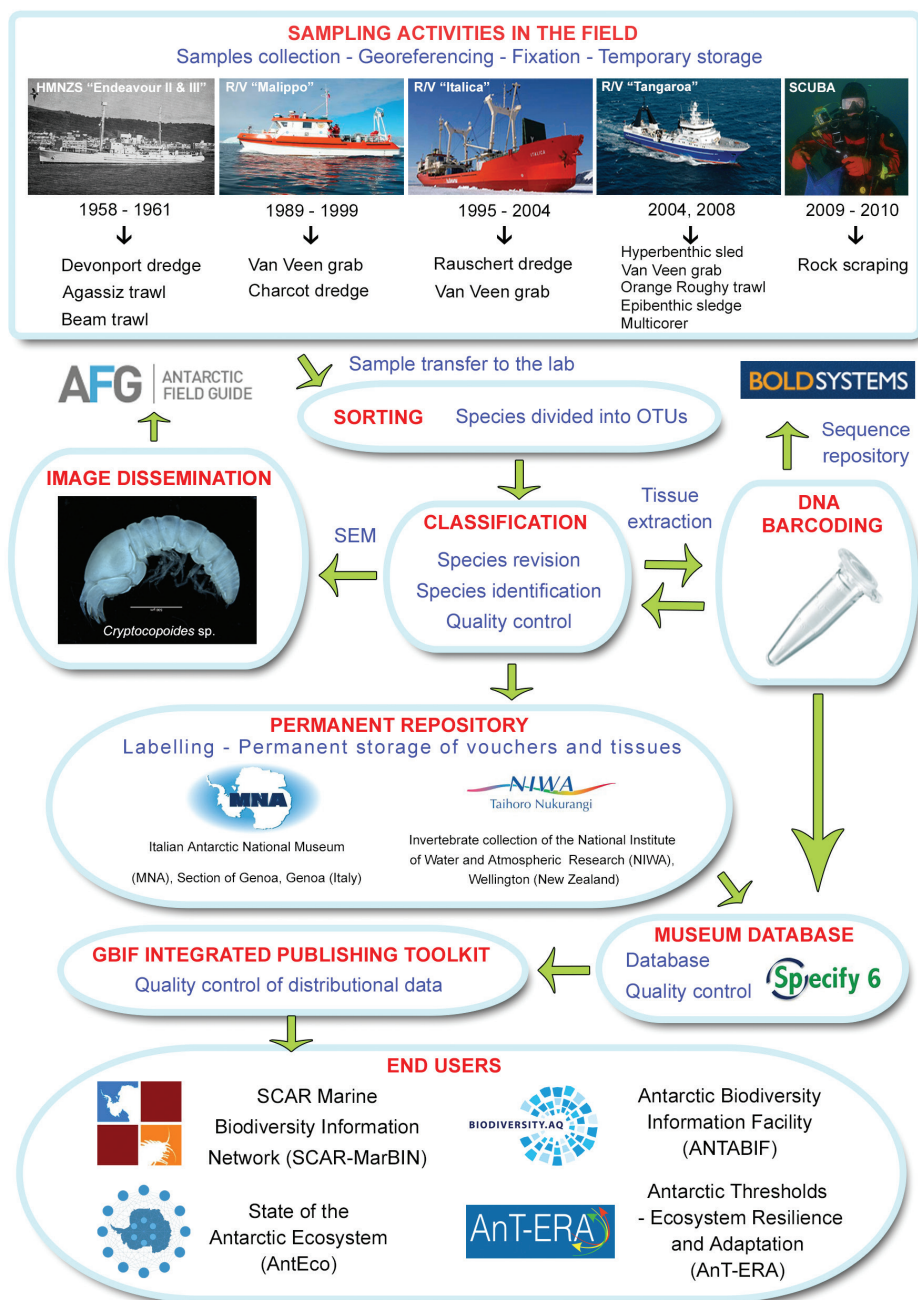 SAMPLING ACTIVITIES IN THE FIELD
Samples collection - Georeferencing - Fixation - Temporary storage
HMNZS "Endeavour II & III"
R/V "Malippo"
R/V "Italica"
R/V "Tangaroa"
SCUBA
1958 - 1961
1989 - 1999
1995 - 2004
2004, 2008
2009 - 2010
Devonport dredge
Agassiz trawl
Beam trawl
Van Veen grab
Charcot dredge
Rauschert dredge
Van Veen grab
Hyperbenthic sled
Van Veen grab
Orange Roughy trawl
Epibenthic sledge
Multicorer
Rock scraping
AFG
ANTARCTIC
FIELD GUIDE
Sample transfer to the lab
BOLDSYSTEMS
SORTING Species divided into OTUs
Sequence
repository
IMAGE DISSEMINATION
Cryptocopoides sp.
SEM
CLASSIFICATION
Species revision
Species identification
Quality control
Tissue
extraction
DNA
BARCODING
PERMANENT REPOSITORY
Labelling - Permanent storage of vouchers and tissues
MNA
Italian Antarctic National Museum
(MNA), Section of Genoa, Genoa (Italy)
NIWA
Taihoro Nukurangi
Invertebrate collection of the National Institute
of Water and Atmospheric Research (NIWA),
Wellington (New Zealand)
MUSEUM DATABASE
Database
Quality control
Specify 6
GBIF INTEGRATED PUBLISHING TOOLKIT
Quality control of distributional data
END USERS
SCAR Marine
Biodiversity Information
Network (SCAR-MarBIN)
BIODIVERSITY.AQ
Antarctic Biodiversity
Information Facility
(ANTABIF)
State of the
Antarctic Ecosystem
(AntEco)
AnT-ERA
Antarctic Thresholds
- Ecosystem Resilience
and Adaptation
(AnT-ERA)